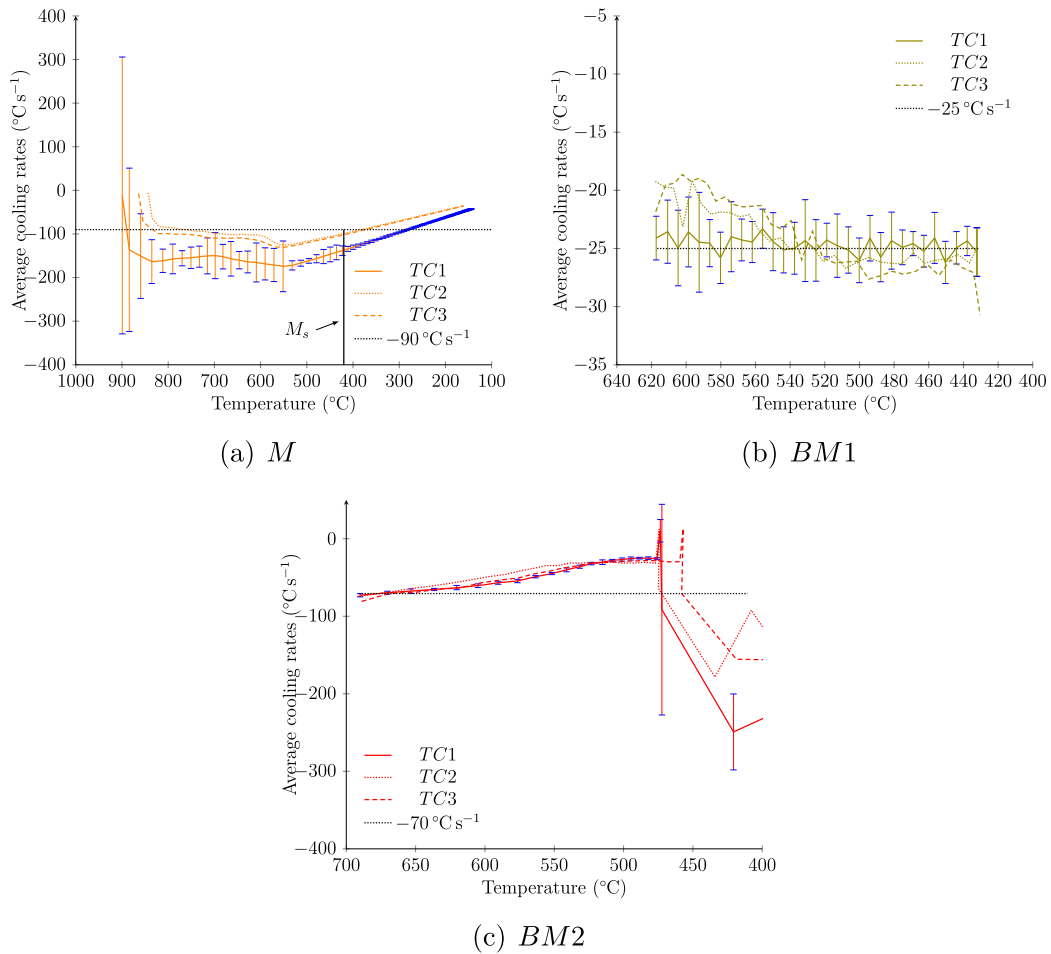 400
300
200
100
0
−100
−200
−300
−400
Average cooling rates (°C s⁻¹)
1000 900 800 700 600 500 400 300 200 100
Temperature (°C)
M_s
TC1
TC2
TC3
−90 °C s⁻¹
(a) M
−5
−10
−15
−20
−25
−30
−35
Average cooling rates (°C s⁻¹)
640 620 600 580 560 540 520 500 480 460 440 420 400
Temperature (°C)
TC1
TC2
TC3
−25 °C s⁻¹
(b) BM1
0
−100
−200
−300
−400
Average cooling rates (°C s⁻¹)
700 650 600 550 500 450 400
Temperature (°C)
TC1
TC2
TC3
−70 °C s⁻¹
(c) BM2